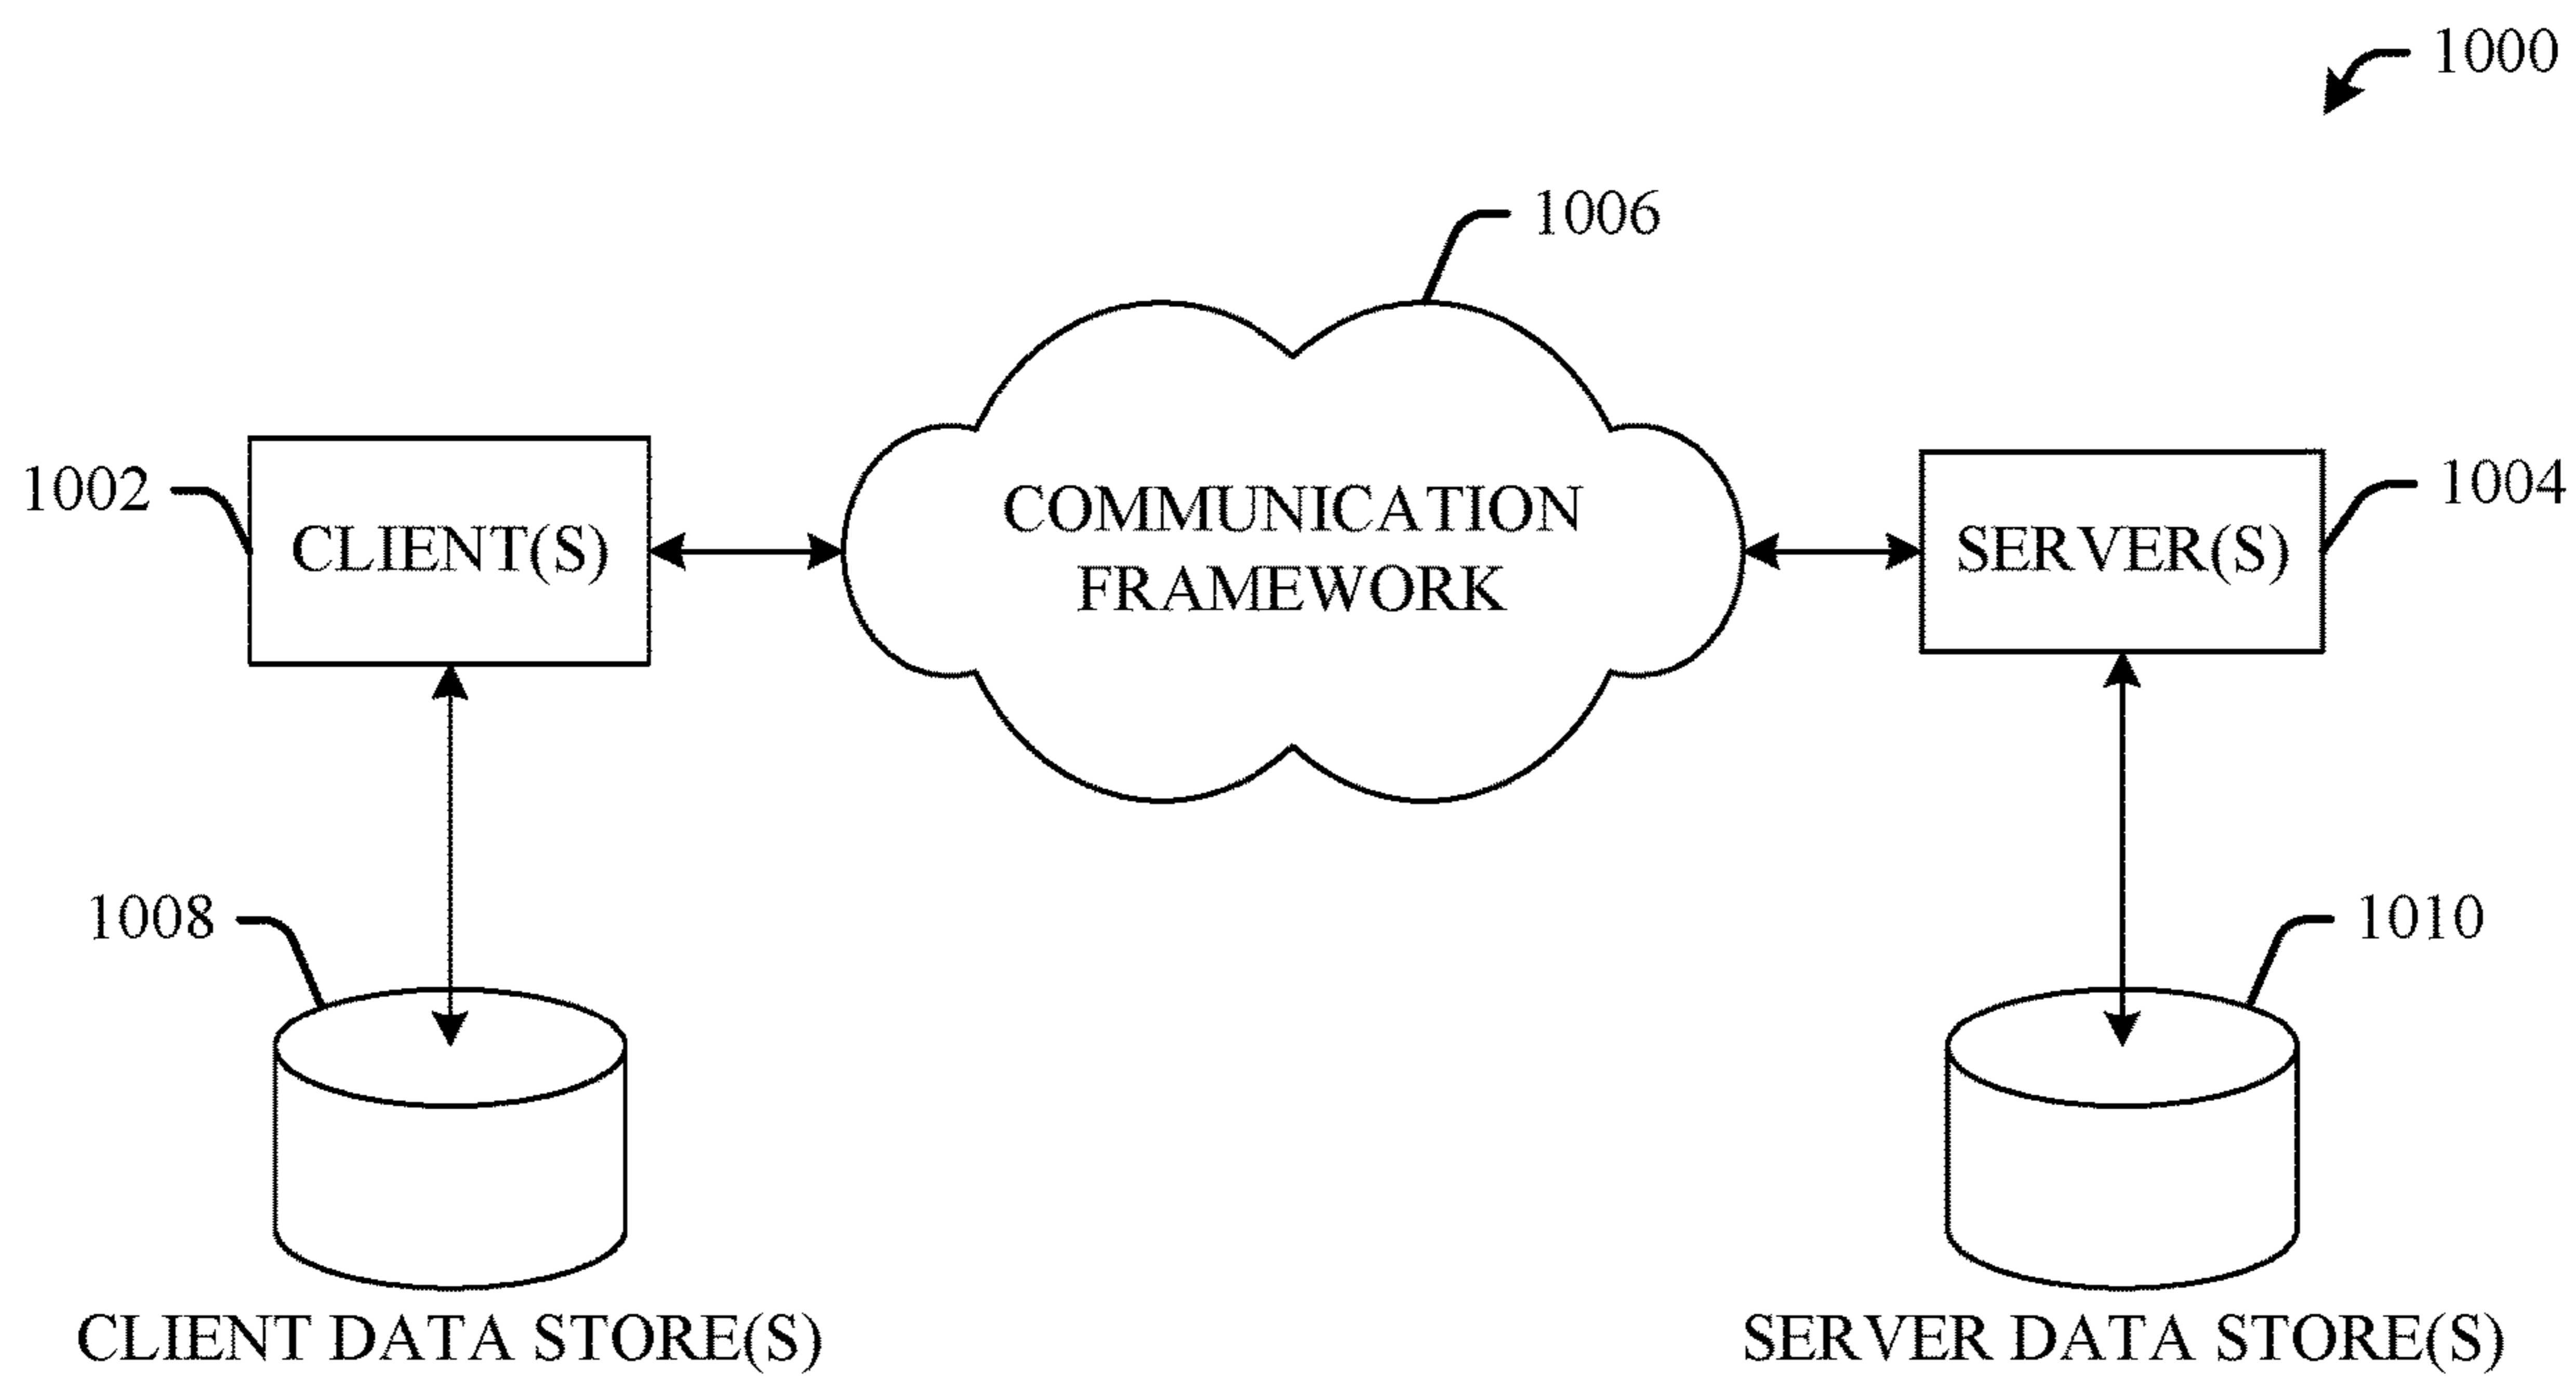 1000
1006
1002
CLIENT(S)
COMMUNICATION
FRAMEWORK
SERVER(S)
1004
1008
1010
CLIENT DATA STORE(S)
SERVER DATA STORE(S)